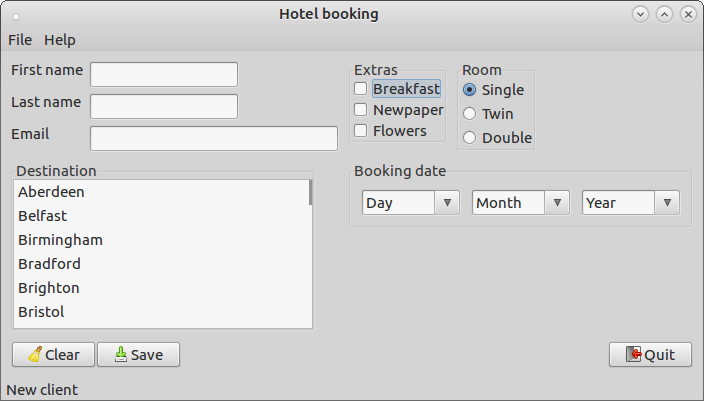 Hotel booking
File Help
First name
Last name
Email
Extras
Breakfast
Newpaper
Flowers
Room
Single
Twin
Double
Destination
Aberdeen
Belfast
Birmingham
Bradford
Brighton
Bristol
Booking date
Day Month Year
Clear Save Quit
New client